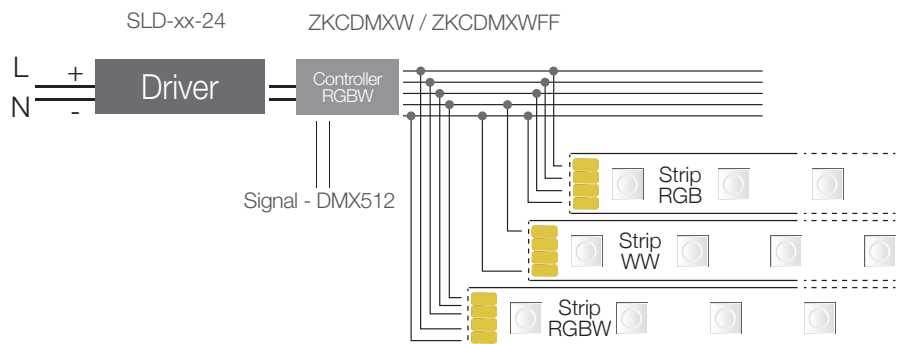 SLD-xx-24
ZKCDMXW / ZKCDMXWFF
L
+
N
-
Driver
Controller
RGBW
Signal - DMX512
Strip
RGB
Strip
WW
Strip
RGBW